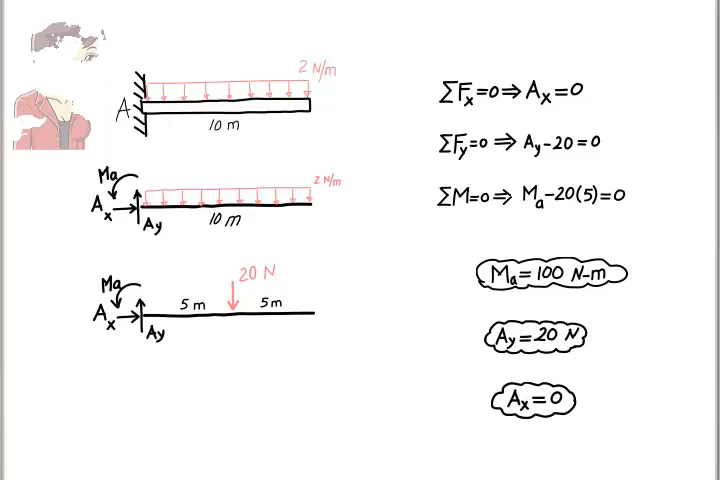 2 N/m
A
10 m
Ma
2 N/m
Ax
Ay
10 m
20 N
Ma
5 m
5 m
Ax
Ay
ΣFx=0⇒Ax=0
ΣFy=0⇒Ay-20=0
ΣM=0⇒Ma-20(5)=0
Ma=100 N-m
Ay=20 N
Ax=0